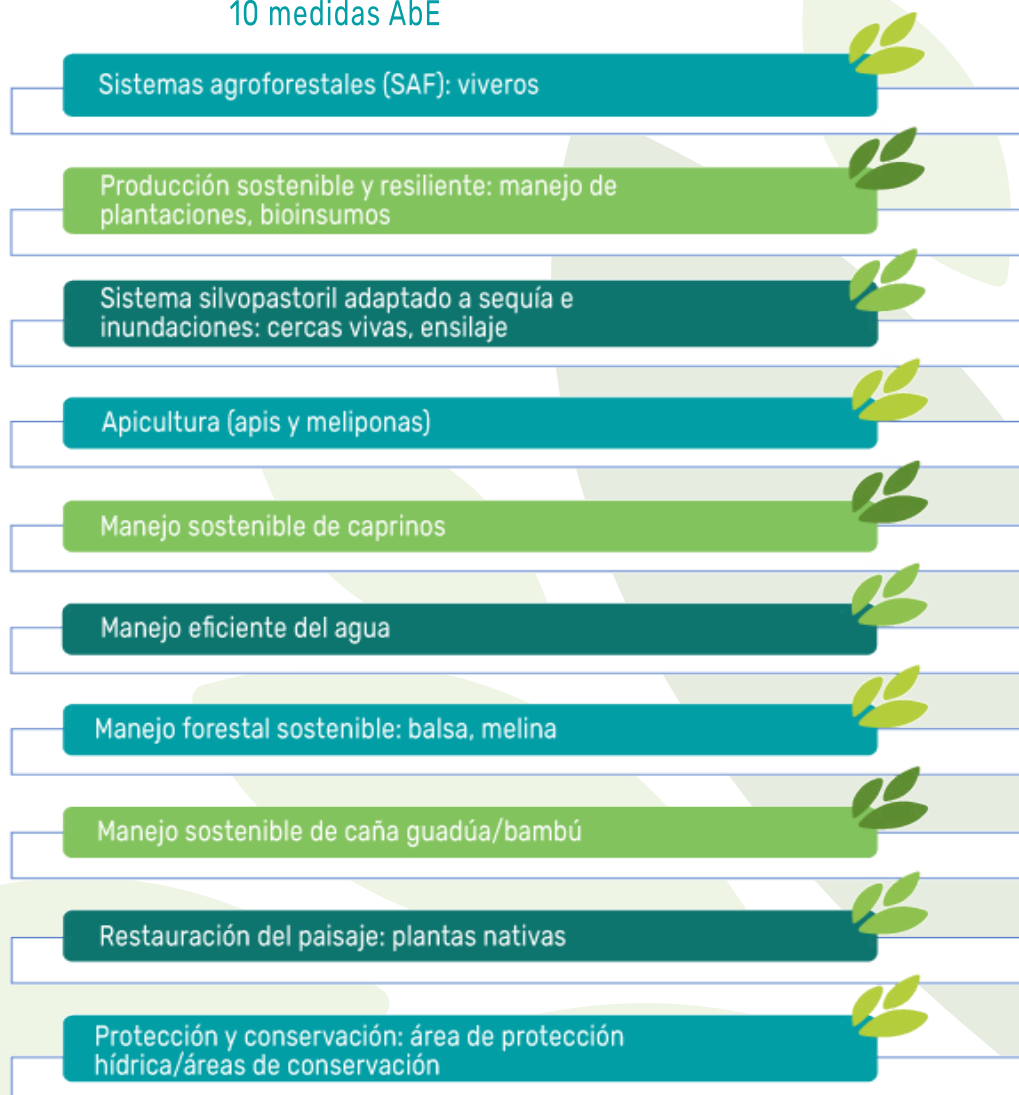 10 medidas AbE
Sistemas agroforestales (SAF): viveros
Producción sostenible y resiliente: manejo de
plantaciones, bioinsumos
Sistema silvopastoril adaptado a sequía e
inundaciones: cercas vivas, ensilaje
Apicultura (apis y meliponas)
Manejo sostenible de caprinos
Manejo eficiente del agua
Manejo forestal sostenible: balsa, melina
Manejo sostenible de caña guadúa/bambú
Restauración del paisaje: plantas nativas
Protección y conservación: área de protección
hídrica/áreas de conservación